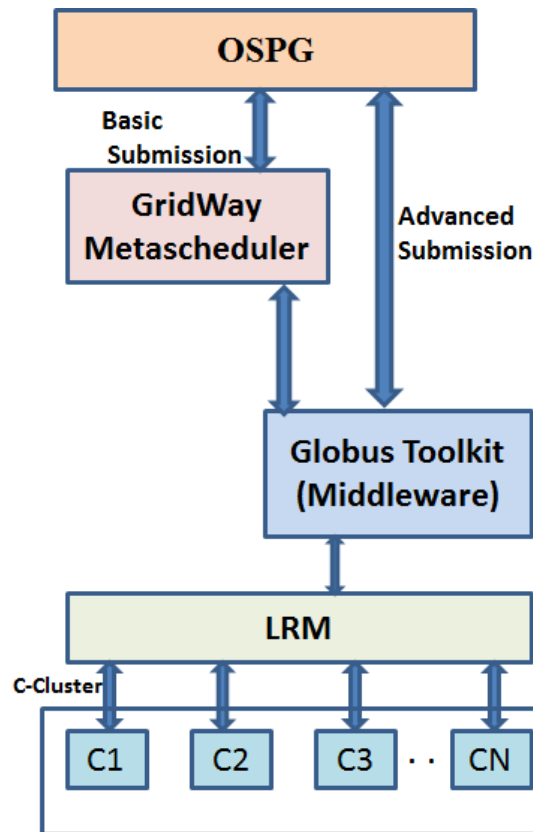 OSPG
Basic
Submission
GridWay
Metascheduler
Advanced
Submission
Globus Toolkit
(Middleware)
LRM
C-Cluster
C1 C2 C3 . . CN